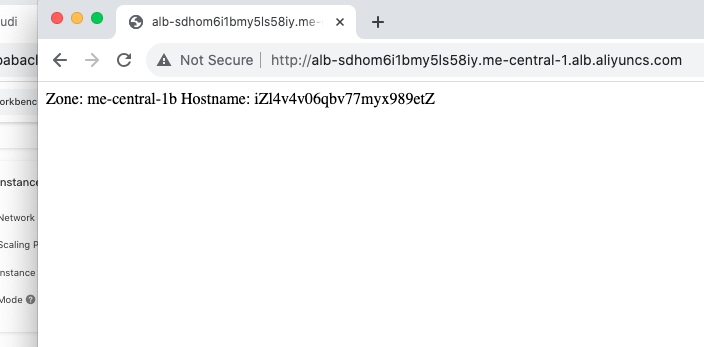 udi
alb-sdhom6i1bmy5ls58iy.me-
Not Secure
http://alb-sdhom6i1bmy5ls58iy.me-central-1.alb.aliyuncs.com
Zone: me-central-1b Hostname: iZl4v4v06qbv77myx989etZ
babacl
orkbenc
nstance
Network
Scaling P
nstance
Mode